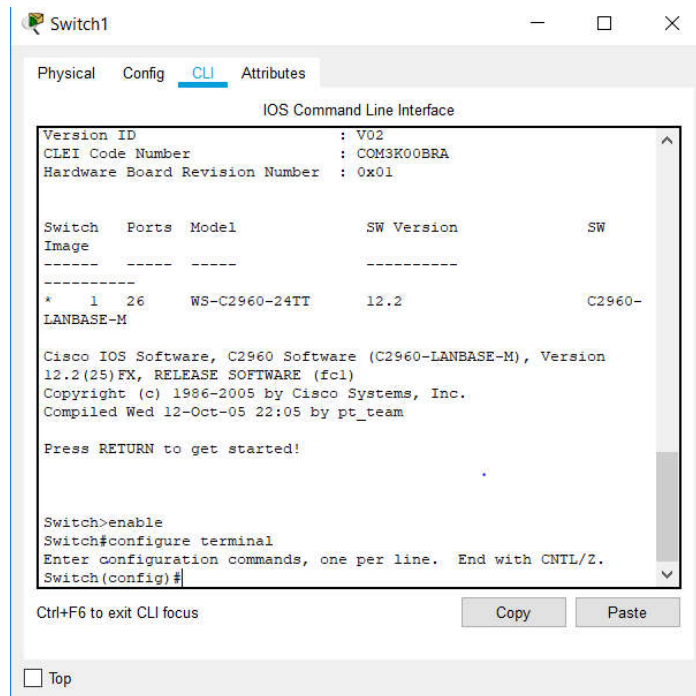 Switch1
Physical Config CLI Attributes
IOS Command Line Interface
Version ID : V02
CLEI Code Number : COM3K00BRA
Hardware Board Revision Number : 0x01
Switch Ports Model SW Version SW
Image
------ ----- ----- ----------
----------
* 1 26 WS-C2960-24TT 12.2 C2960-
LANBASE-M
Cisco IOS Software, C2960 Software (C2960-LANBASE-M), Version
12.2(25)FX, RELEASE SOFTWARE (fc1)
Copyright (c) 1986-2005 by Cisco Systems, Inc.
Compiled Wed 12-Oct-05 22:05 by pt_team
Press RETURN to get started!
Switch>enable
Switch#configure terminal
Enter configuration commands, one per line. End with CNTL/Z.
Switch(config)#
Ctrl+F6 to exit CLI focus Copy Paste
Top